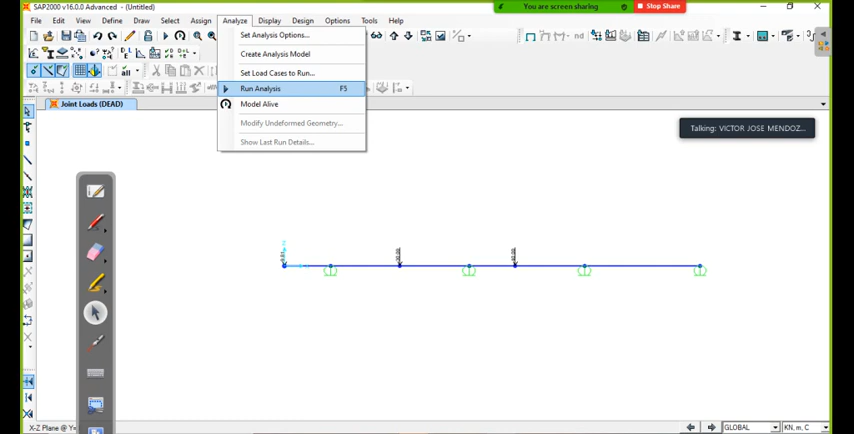 SAP2000 v16.0.0 Advanced - (Untitled)
You are screen sharing
Stop Share
File Edit View Define Draw Select Assign Analyze Display Design Options Tools Help
Set Analysis Options...
Create Analysis Model
Set Load Cases to Run...
Run Analysis F5
Model Alive
Modify Undeformed Geometry...
Show Last Run Details...
nd
all
Joint Loads (DEAD)
Talking: VICTOR JOSE MENDOZ...
X-Z Plane @ Y=
GLOBAL
KN, m, C